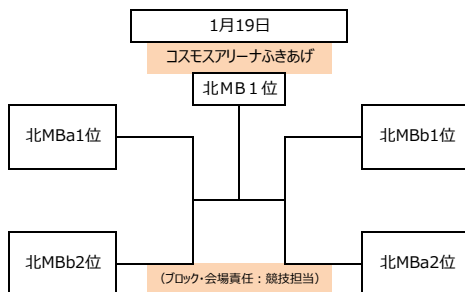 1月19日
コスモスアリーナふきあげ
北MB1位
北MBa1位
北MBb1位
北MBb2位
北MBa2位
(ブロック・会場責任：競技担当)